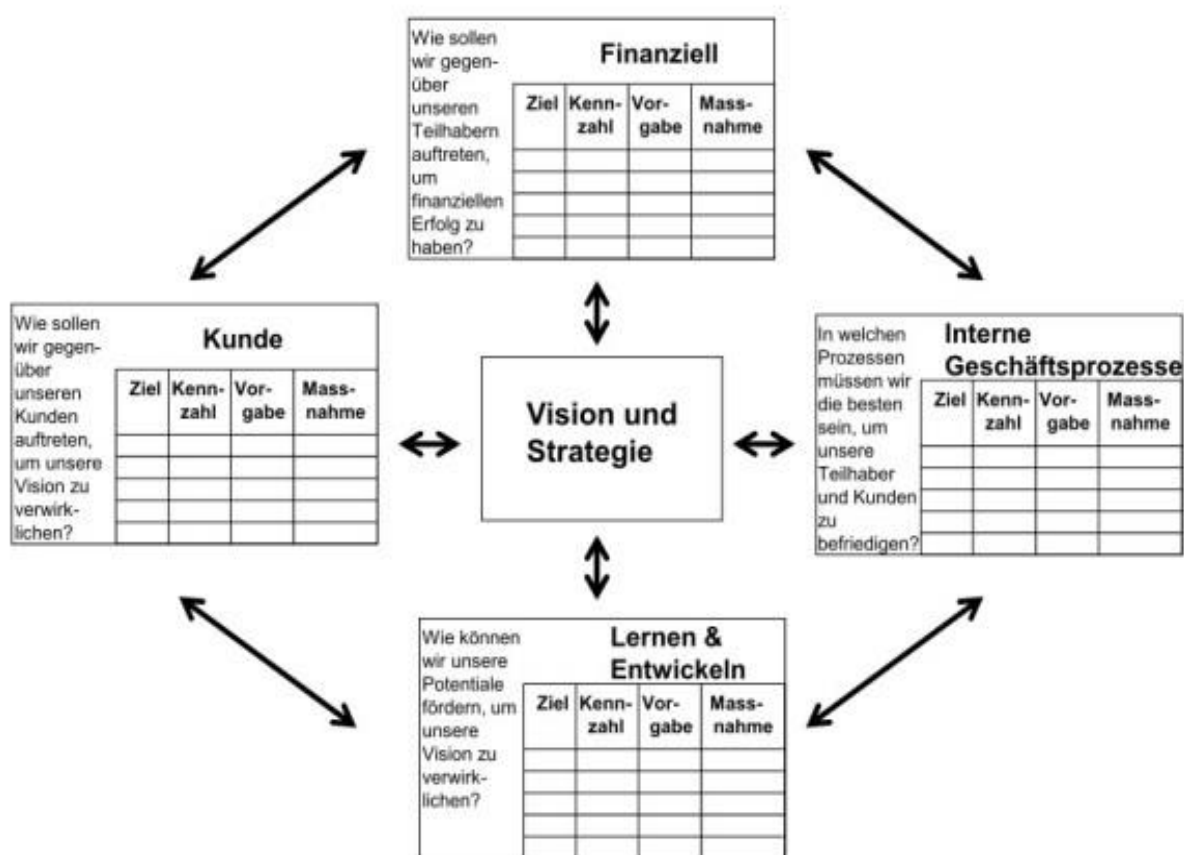 Wie sollen
wir gegen-
über
unseren
Teilhabern
auftreten,
um
finanziellen
Erfolg zu
haben?
Finanziell
Ziel Kenn- Vor- Mass-
zahl gabe nahme
Wie sollen
wir gegen-
über
unseren
Kunden
auftreten,
um unsere
Vision zu
verwirk-
lichen?
Kunde
Ziel Kenn- Vor- Mass-
zahl gabe nahme
Vision und
Strategie
In welchen
Prozessen
müssen wir
die besten
sein, um
unsere
Teilhaber
und Kunden
zu
befriedigen?
Interne
Geschäftsprozesse
Ziel Kenn- Vor- Mass-
zahl gabe nahme
Wie können
wir unsere
Potentiale
fördern, um
unsere
Vision zu
verwirk-
lichen?
Lernen &
Entwickeln
Ziel Kenn- Vor- Mass-
zahl gabe nahme